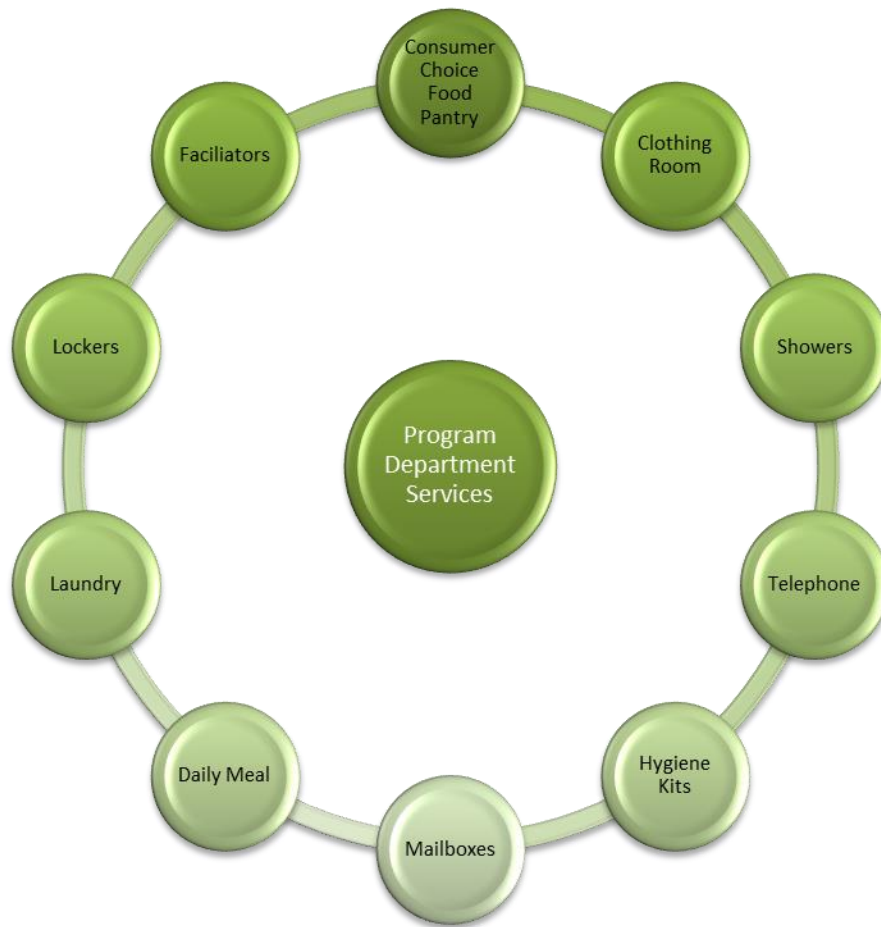 Consumer
Choice
Food
Pantry
Clothing
Room
Showers
Telephone
Hygiene
Kits
Mailboxes
Daily Meal
Laundry
Lockers
Faciliators
Program
Department
Services